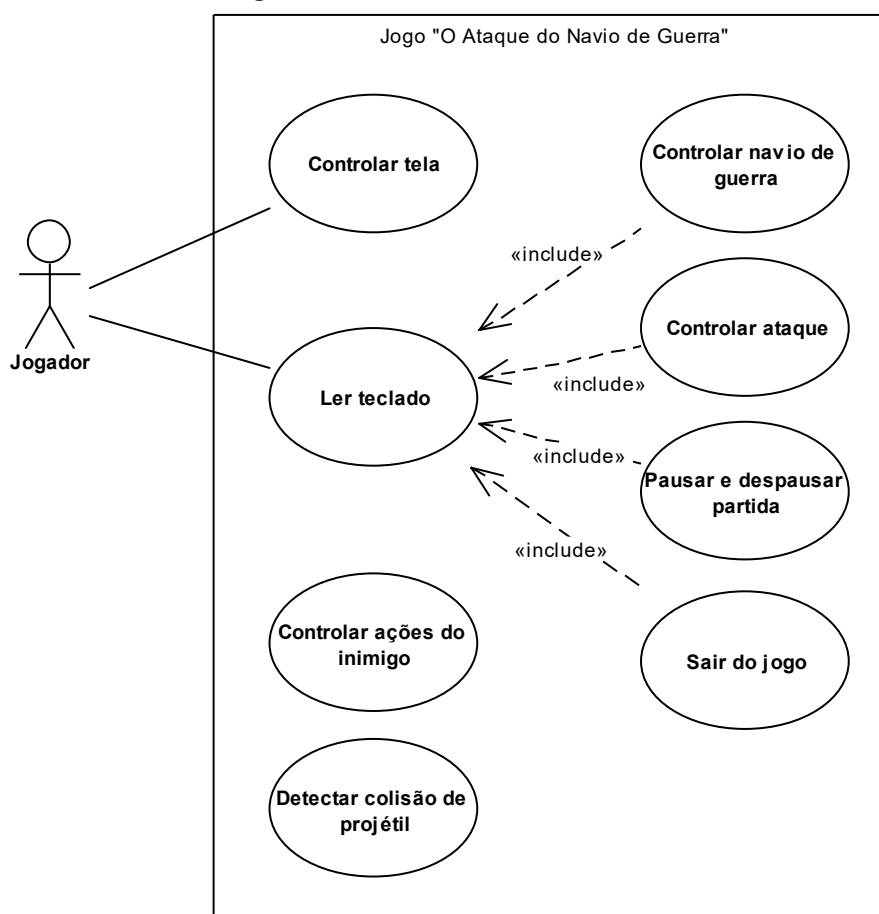 Jogo "O Ataque do Navio de Guerra"
Controlar tela
Controlar navio de
guerra
«include»
Controlar ataque
«include»
Jogador
Ler teclado
«include»
Pausar e despausar
partida
«include»
Controlar ações do
inimigo
Sair do jogo
Detectar colisão de
projétil